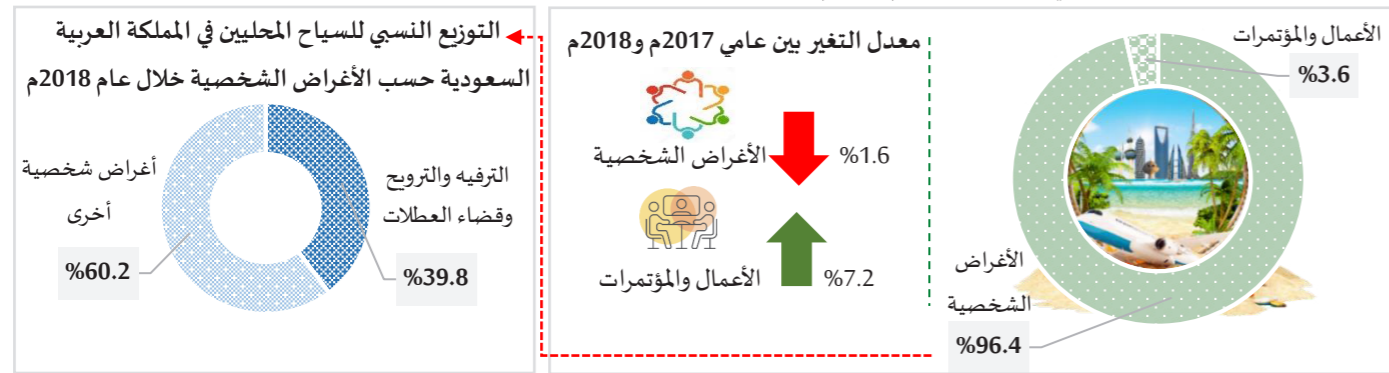 الأعمال والمؤتمرات
%3.6
الأغراض
الشخصية
%96.4
معدل التغير بين عامي 2017م و2018م
الأغراض الشخصية
%1.6
الأعمال والمؤتمرات
%7.2
التوزيع النسبي للسياح المحليين في المملكة العربية
السعودية حسب الأغراض الشخصية خلال عام 2018م
الترفيه والترويح
وقضاء العطلات
%39.8
أغراض شخصية
أخرى
%60.2